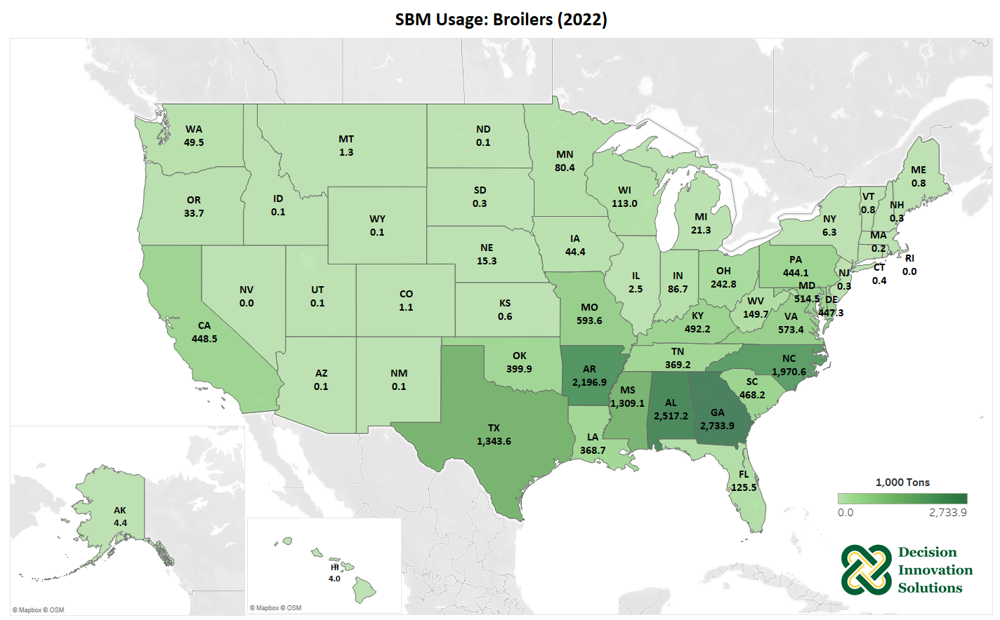 SBM Usage: Broilers (2022)
WA
49.5
MT
1.3
ND
0.1
MN
80.4
ME
0.8
OR
33.7
ID
0.1
SD
0.3
WI
113.0
VT
0.8
NH
0.3
WY
0.1
MI
21.3
NY
6.3
IA
44.4
MA
0.2
NE
15.3
RI
0.0
PA
444.1
CT
0.4
OH
242.8
NJ
0.3
IL
2.5
IN
86.7
NV
0.0
UT
0.1
CO
1.1
KS
0.6
MD
514.5
DE
447.3
WV
149.7
MO
593.6
KY
492.2
VA
573.4
CA
448.5
OK
399.9
TN
369.2
NC
1,970.6
AR
2,196.9
AZ
0.1
NM
0.1
SC
468.2
MS
1,309.1
AL
2,517.2
GA
2,733.9
TX
1,343.6
LA
368.7
FL
125.5
AK
4.4
HI
4.0
1,000 Tons
0.0 2,733.9
Decision
Innovation
Solutions
© Mapbox © OSM
© Mapbox © OSM